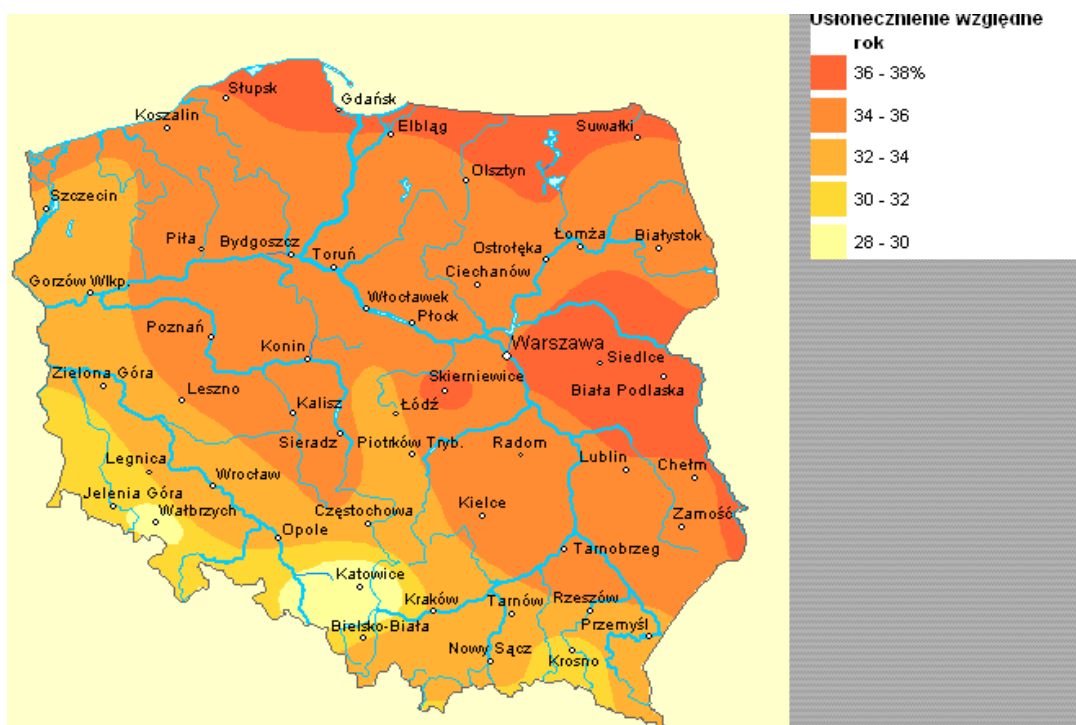 Usłonecznienie względne
rok
36 - 38%
34 - 36
32 - 34
30 - 32
28 - 30
Słupsk
Gdańsk
Koszalin
Elbląg
Suwałki
Olsztyn
Szczecin
Piła
Bydgoszcz
Toruń
Ostrołęka
Łomża
Białystok
Ciechanów
Gorzów Wlkp.
Włocławek
Płock
Poznań
Konin
Warszawa
Siedlce
Zielona Góra
Leszno
Skierniewice
Biała Podlaska
Kalisz
Łódź
Sieradz
Piotrków Tryb.
Radom
Lublin
Chełm
Legnica
Wrocław
Jelenia Góra
Wałbrzych
Częstochowa
Kielce
Zamość
Opole
Tarnobrzeg
Katowice
Kraków
Tarnów
Rzeszów
Bielsko-Biała
Przemyśl
Nowy Sącz
Krosno